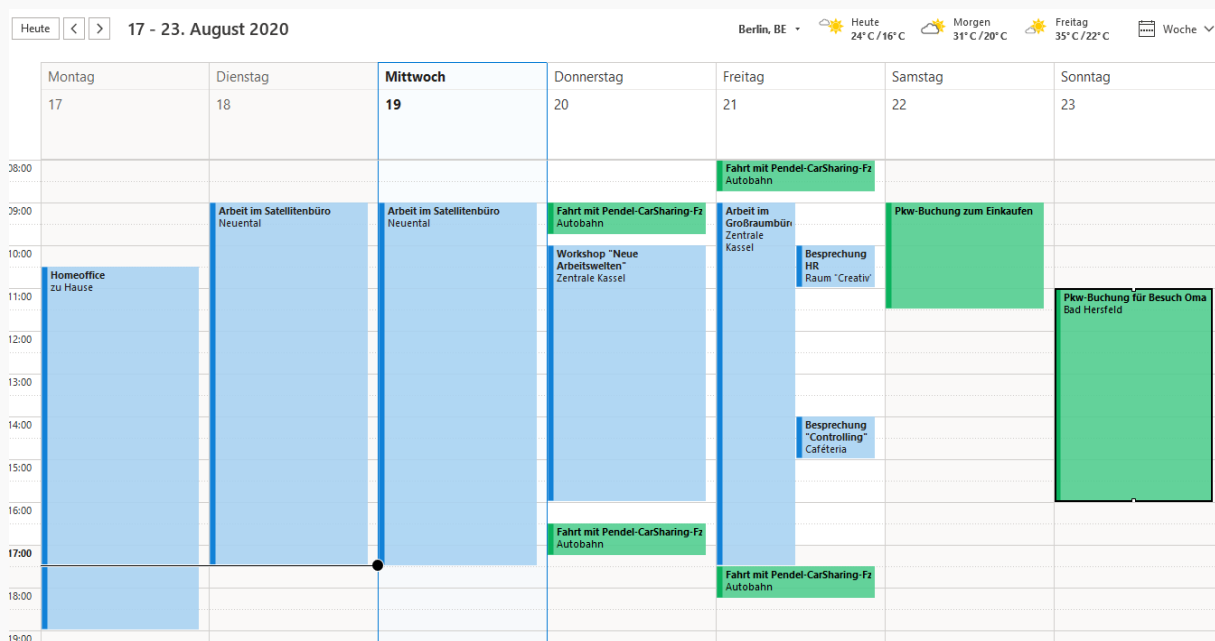 Heute
17 - 23. August 2020
Berlin, BE
Heute
24°C/16°C
Morgen
31°C/20°C
Freitag
35°C/22°C
Woche
Montag
Dienstag
Mittwoch
Donnerstag
Freitag
Samstag
Sonntag
17
18
19
20
21
22
23
08:00
09:00
10:00
11:00
12:00
13:00
14:00
15:00
16:00
17:00
18:00
19:00
Homeoffice
zu Hause
Arbeit im Satellitenbüro
Neuental
Arbeit im Satellitenbüro
Neuental
Fahrt mit Pendel-CarSharing-Fz
Autobahn
Workshop "Neue
Arbeitswelten"
Zentrale Kassel
Fahrt mit Pendel-CarSharing-Fz
Autobahn
Fahrt mit Pendel-CarSharing-Fz
Autobahn
Arbeit im
Großraumbür
Zentrale
Kassel
Besprechung
HR
Raum "Creativ"
Besprechung
"Controlling"
Caféteria
Fahrt mit Pendel-CarSharing-Fz
Autobahn
Pkw-Buchung zum Einkaufen
Pkw-Buchung für Besuch Oma
Bad Hersfeld